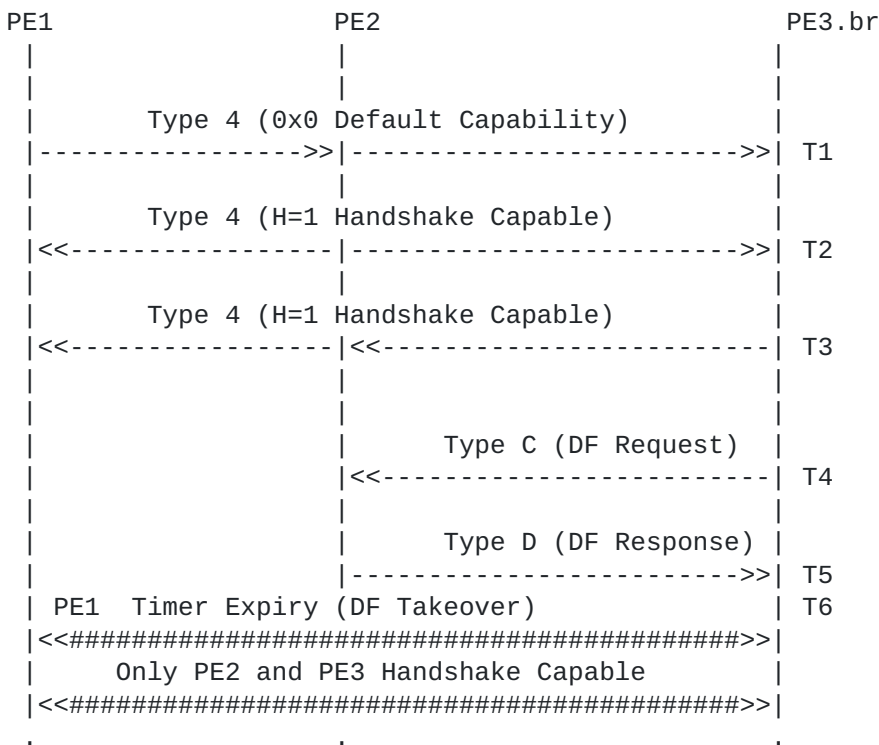 PE1 PE2 PE3.br
Type 4 (0x0 Default Capability)
T1
Type 4 (H=1 Handshake Capable)
T2
Type 4 (H=1 Handshake Capable)
T3
Type C (DF Request)
T4
Type D (DF Response)
T5
PE1 Timer Expiry (DF Takeover) T6
Only PE2 and PE3 Handshake Capable